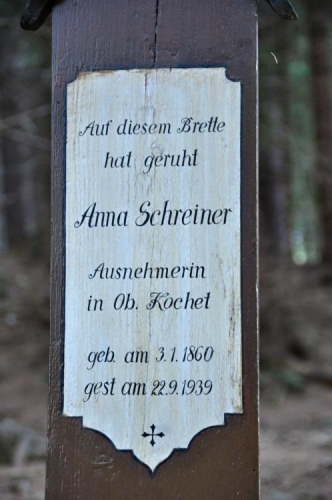 Auf diesem Brette
hat geruht
Anna Schreiner
Ausnehmerin
in Ob. Kochet
geb. am 3.1.1860
gest am 22.9.1939